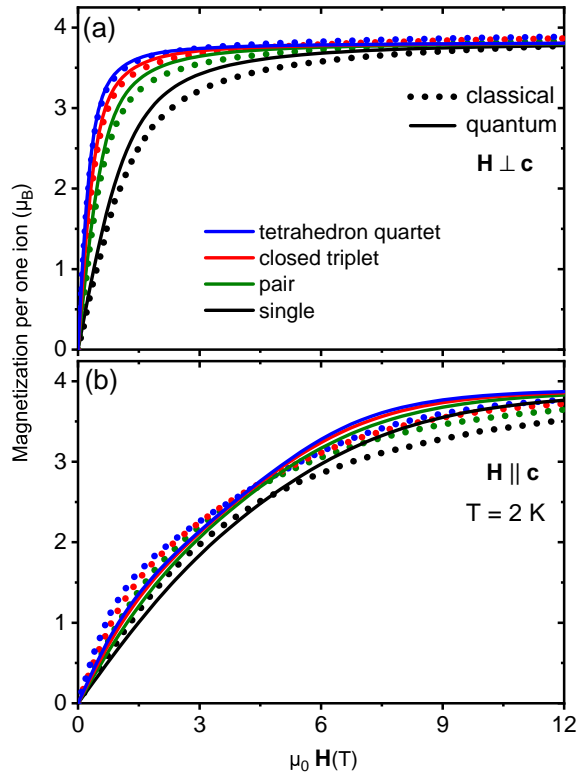 (a)
4
3
2
1
0
classical
quantum
H ⊥ c
tetrahedron quartet
closed triplet
pair
single
Magnetization per one ion (μB)
(b)
4
3
2
1
0
H || c
T = 2 K
0 3 6 9 12
μ0 H(T)